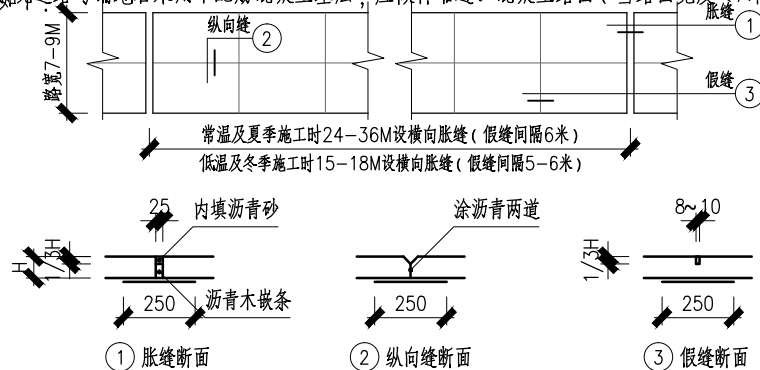 胀缝
1
纵向缝
2
路宽7-9M
假缝
3
常温及夏季施工时24-36M设横向胀缝(假缝间隔6米)
低温及冬季施工时15-18M设横向胀缝(假缝间隔5-6米)
25
内填沥青砂
涂沥青两道
8~10
H
1/3H
1/3H
沥青木嵌条
250
250
250
1 胀缝断面
2 纵向缝断面
3 假缝断面